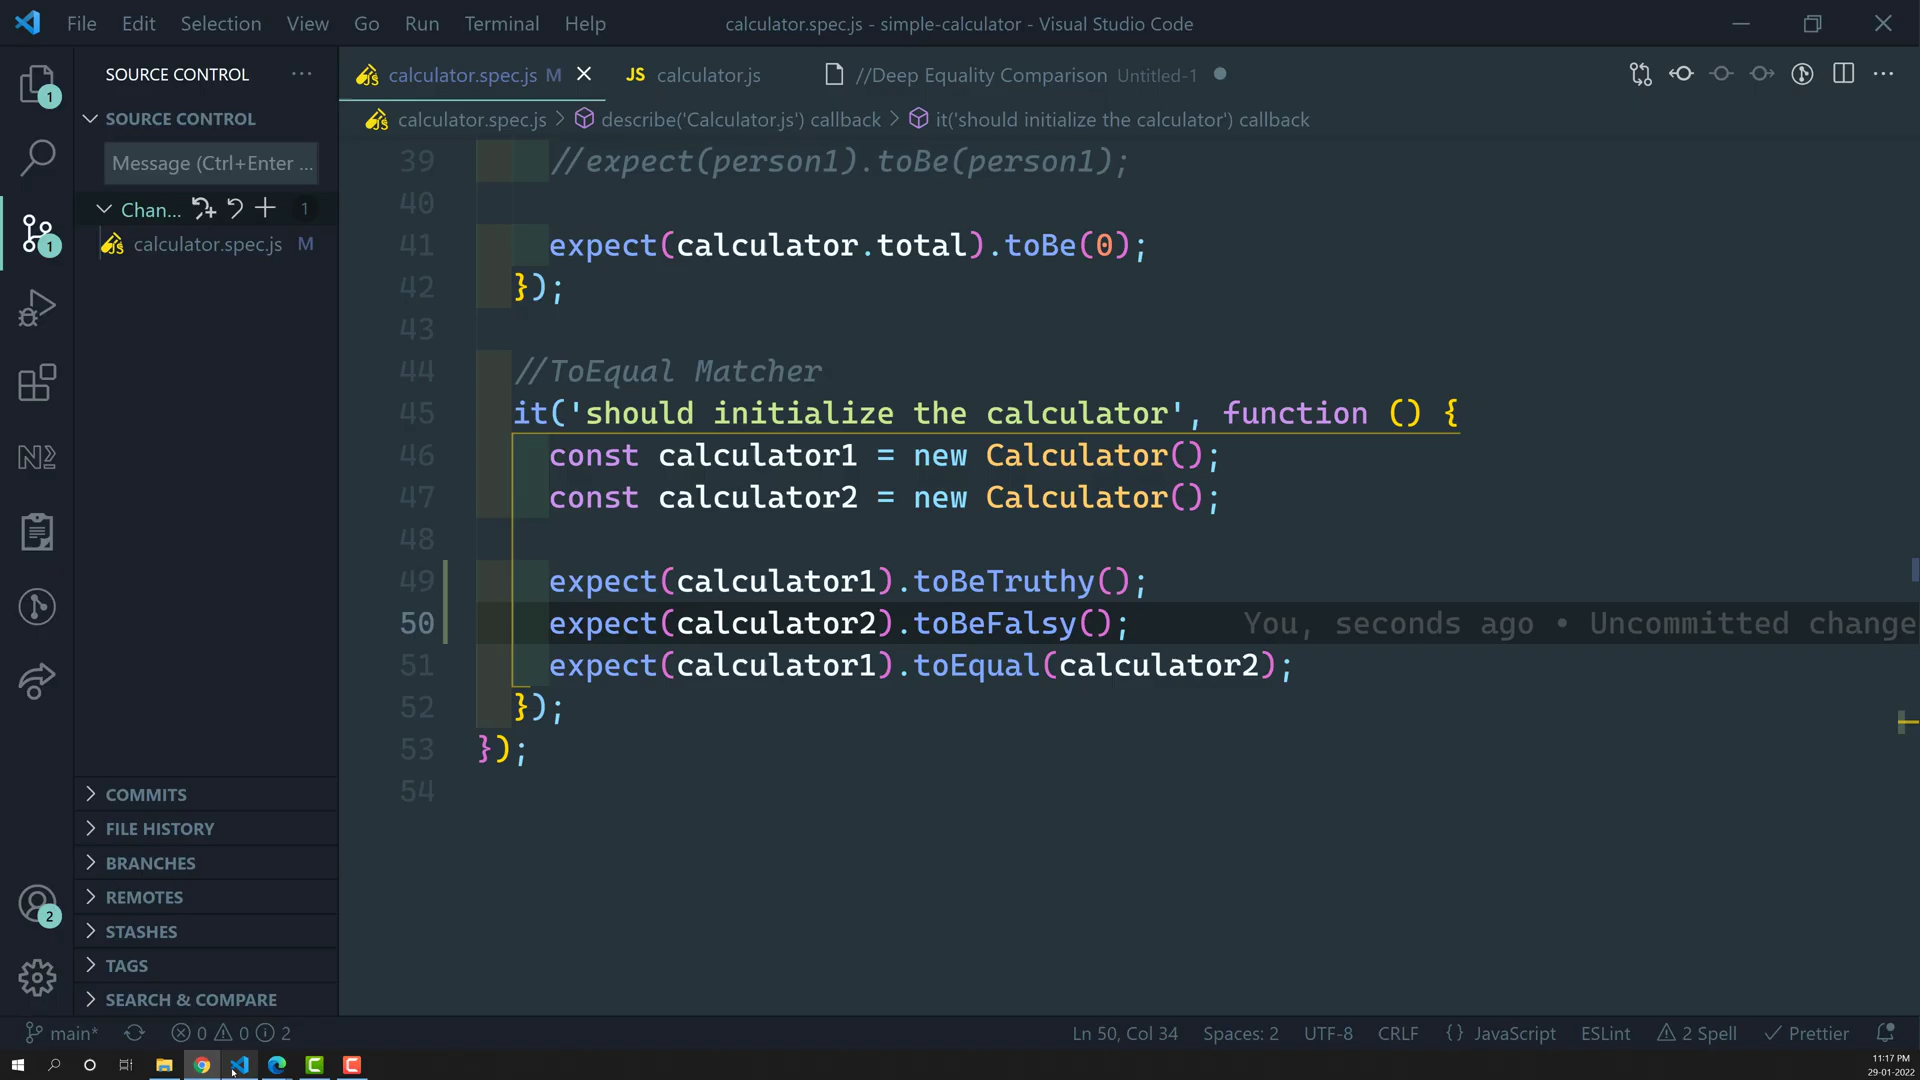 File Edit Selection View Go Run Terminal Help
calculator.spec.js - simple-calculator - Visual Studio Code
SOURCE CONTROL
calculator.spec.js M
JS calculator.js
//Deep Equality Comparison Untitled-1
SOURCE CONTROL
calculator.spec.js > describe('Calculator.js') callback > it('should initialize the calculator') callback
Message (Ctrl+Enter ...
Chan... 1
calculator.spec.js M
39 //expect(person1).toBe(person1);
40
41 expect(calculator.total).toBe(0);
42 });
43
44 //ToEqual Matcher
45 it('should initialize the calculator', function () {
46 const calculator1 = new Calculator();
47 const calculator2 = new Calculator();
48
49 expect(calculator1).toBeTruthy();
50 expect(calculator2).toBeFalsy(); You, seconds ago • Uncommitted change
51 expect(calculator1).toEqual(calculator2);
52 });
53 });
54
1
1
2
COMMITS
FILE HISTORY
BRANCHES
REMOTES
STASHES
TAGS
SEARCH & COMPARE
main* 0 0 2
Ln 50, Col 34 Spaces: 2 UTF-8 CRLF {} JavaScript ESLint 2 Spell Prettier
11:17 PM
29-01-2022